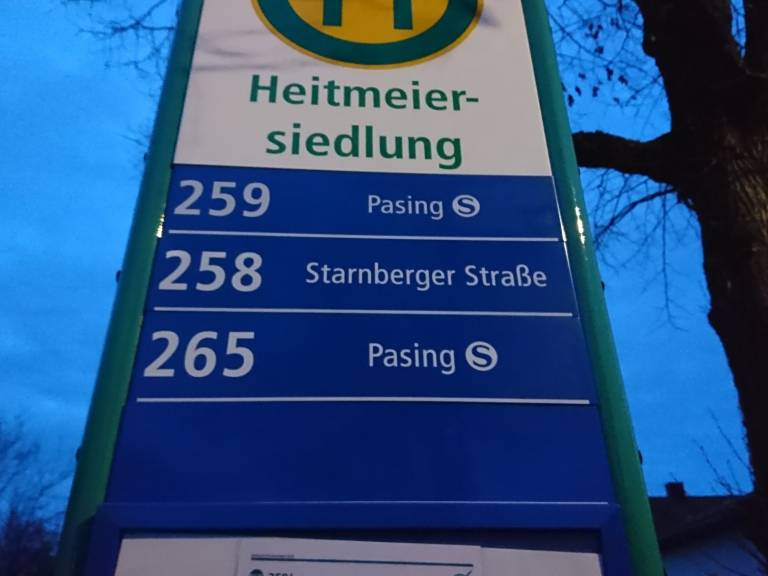 H
Heitmeier-
siedlung
259 Pasing S
258 Starnberger Straße
265 Pasing S